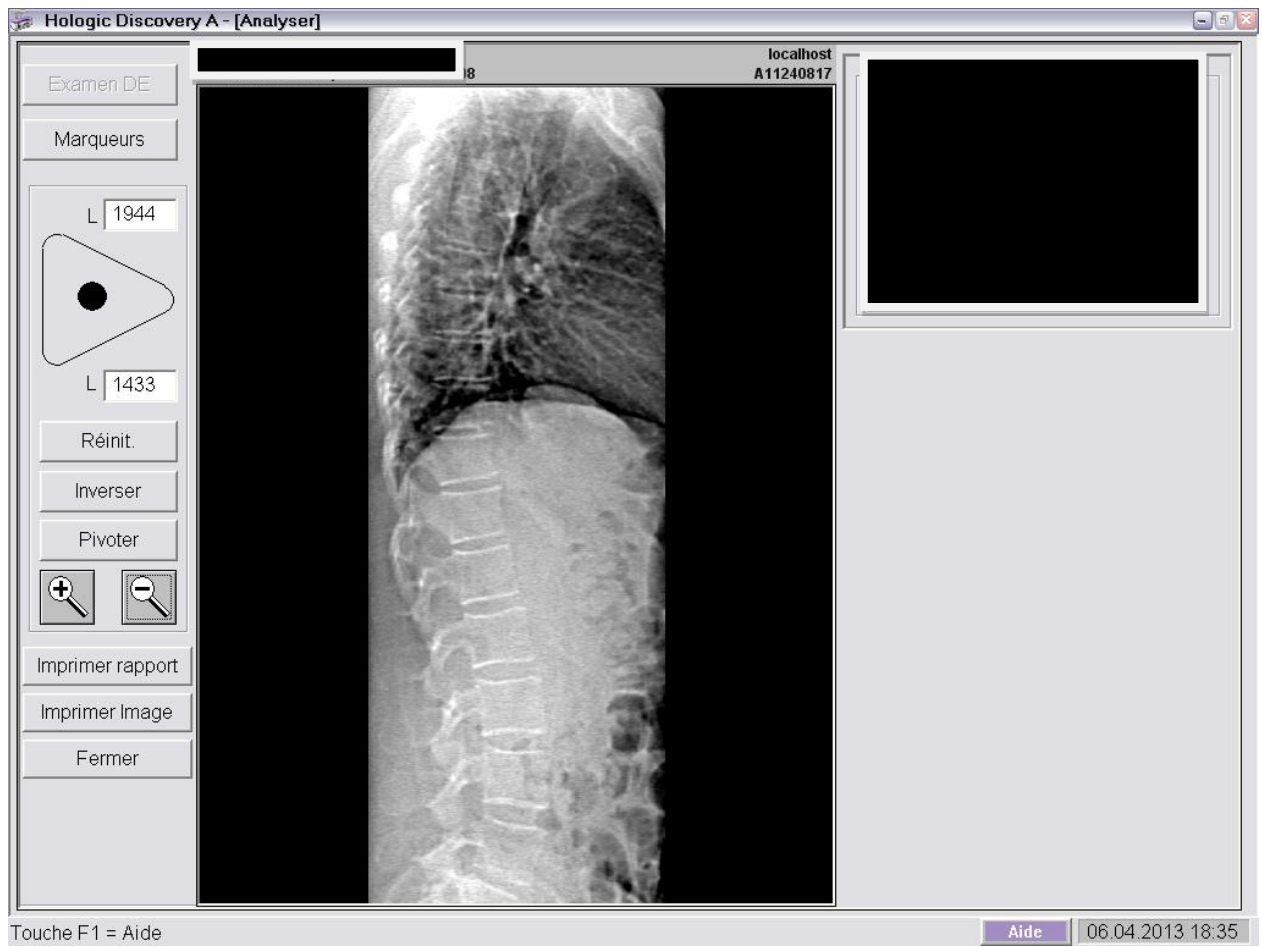 Hologic Discovery A - [Analyser]
Examen DE
Marqueurs
L 1944
L 1433
Réinit.
Inverser
Pivoter
Imprimer rapport
Imprimer Image
Fermer
localhost
A11240817
Touche F1 = Aide
Aide
06.04.2013 18:35